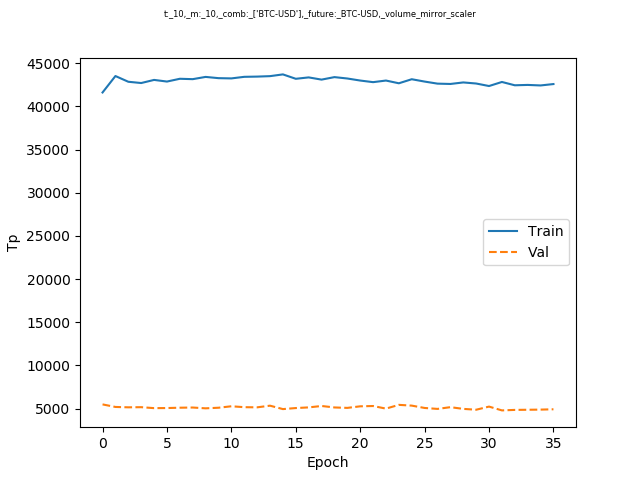 t:_10,_m:_10,_comb:_['BTC-USD'],_future:_BTC-USD,_volume_mirror_scaler
45000
40000
35000
30000
25000
20000
15000
10000
5000
Tp
Train
Val
0 5 10 15 20 25 30 35
Epoch